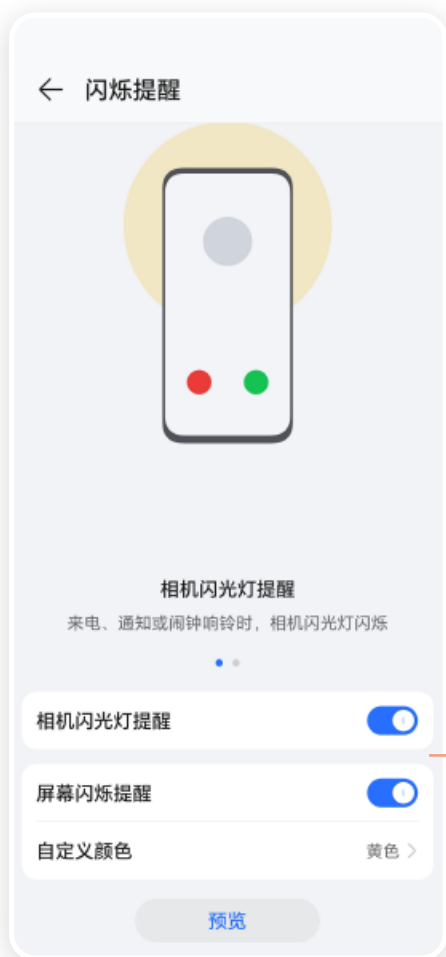 闪烁提醒
相机闪光灯提醒
来电、通知或闹钟响铃时，相机闪光灯闪烁
相机闪光灯提醒
屏幕闪烁提醒
自定义颜色 黄色
预览